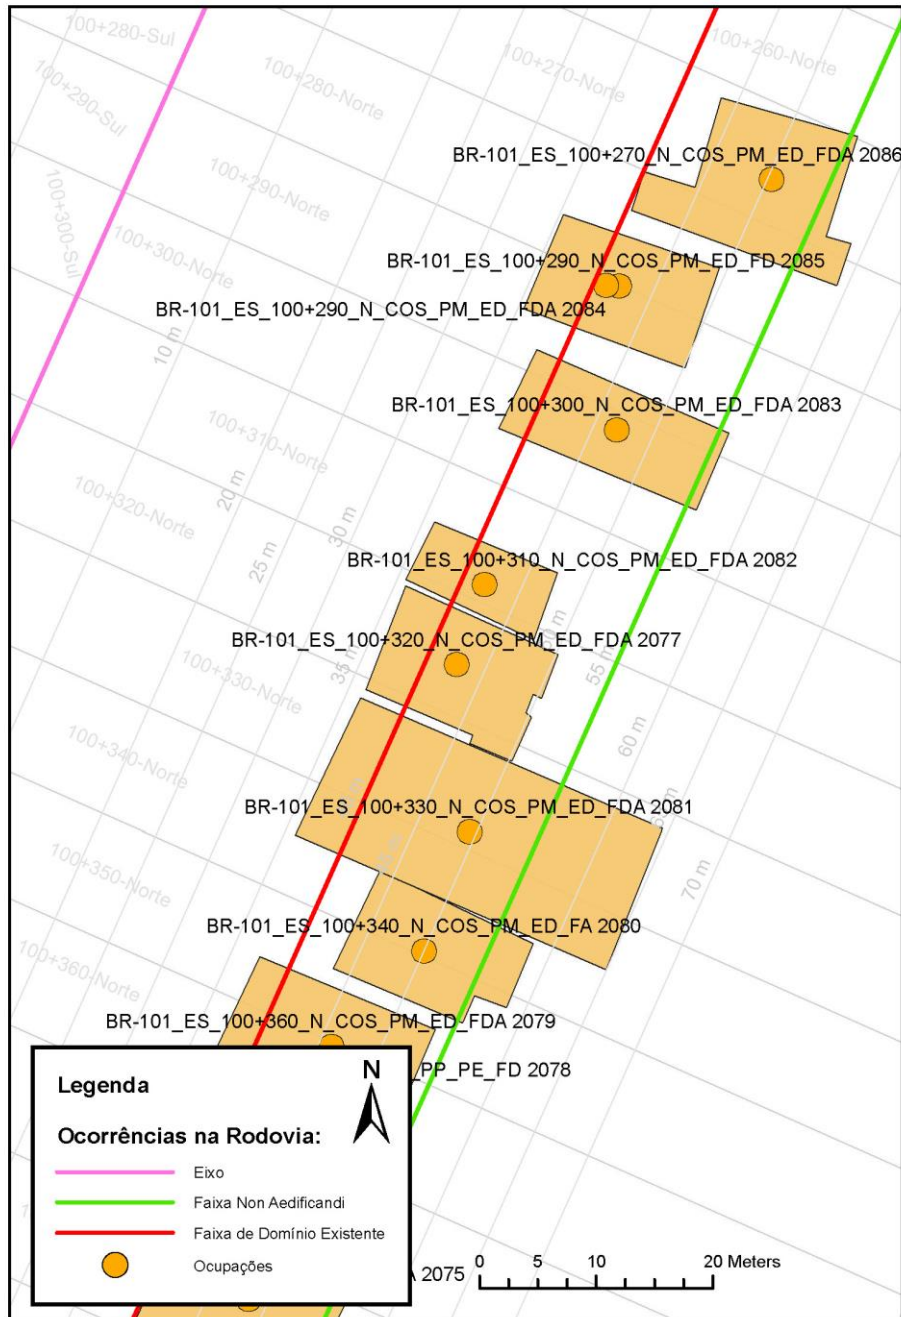 100+280-Sul
100+260-Norte
100+270-Norte
100+280-Norte
100+290-Sul
BR-101_ES_100+270_N_COS_PM_ED_FDA 2086
100+290-Norte
100+300-Sul
100+300-Norte
BR-101_ES_100+290_N_COS_PM_ED_FD 2085
BR-101_ES_100+290_N_COS_PM_ED_FDA 2084
10 m
BR-101_ES_100+300_N_COS_PM_ED_FDA 2083
100+310-Norte
20 m
100+320-Norte
30 m
25 m
BR-101_ES_100+310_N_COS_PM_ED_FDA 2082
BR-101_ES_100+320_N_COS_PM_ED_FDA 2077
35 m
55 m
100+330-Norte
60 m
100+340-Norte
BR-101_ES_100+330_N_COS_PM_ED_FDA 2081
100+350-Norte
70 m
BR-101_ES_100+340_N_COS_PM_ED_FA 2080
100+360-Norte
BR-101_ES_100+360_N_COS_PM_ED_FDA 2079
_PP_PE_FD 2078
N
Legenda
Ocorrências na Rodovia:
Eixo
Faixa Non Aedificandi
Faixa de Domínio Existente
Ocupações
A 2075
0 5 10 20 Meters